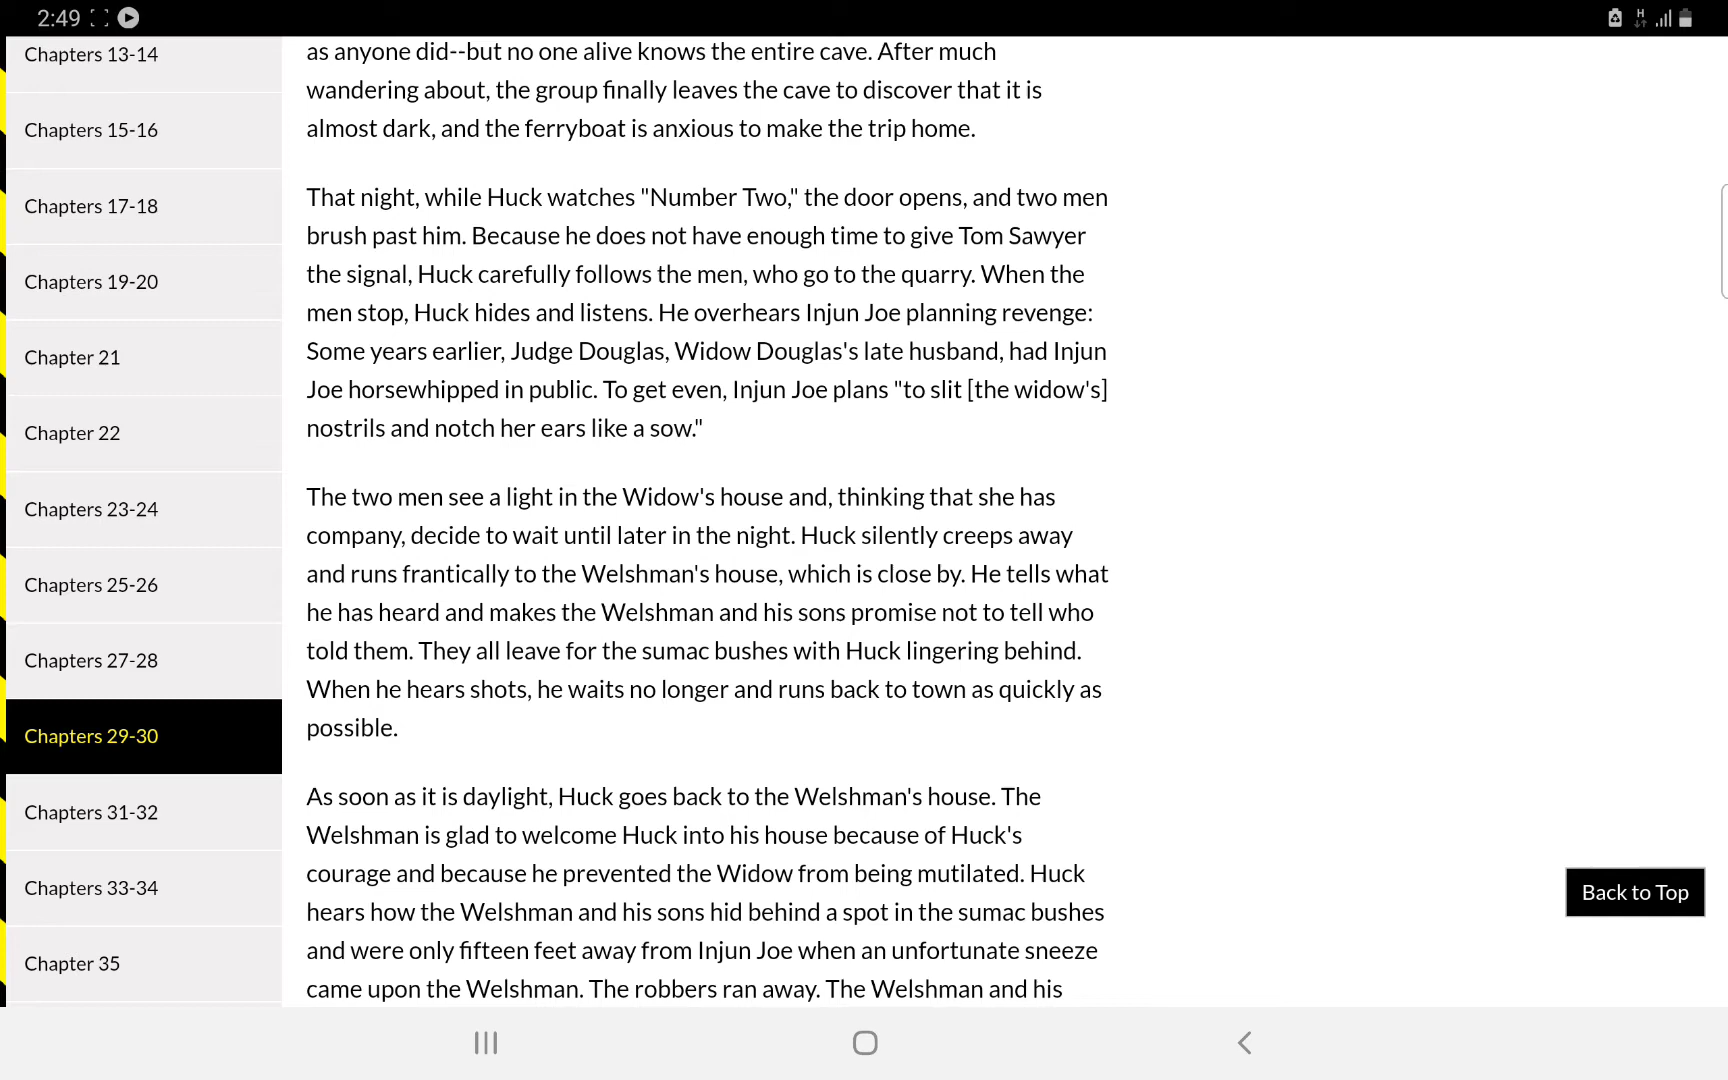 2:49
H
Chapters 13-14
Chapters 15-16
Chapters 17-18
Chapters 19-20
Chapter 21
Chapter 22
Chapters 23-24
Chapters 25-26
Chapters 27-28
Chapters 29-30
Chapters 31-32
Chapters 33-34
Chapter 35
as anyone did--but no one alive knows the entire cave. After much
wandering about, the group finally leaves the cave to discover that it is
almost dark, and the ferryboat is anxious to make the trip home.
That night, while Huck watches "Number Two," the door opens, and two men
brush past him. Because he does not have enough time to give Tom Sawyer
the signal, Huck carefully follows the men, who go to the quarry. When the
men stop, Huck hides and listens. He overhears Injun Joe planning revenge:
Some years earlier, Judge Douglas, Widow Douglas's late husband, had Injun
Joe horsewhipped in public. To get even, Injun Joe plans "to slit [the widow's]
nostrils and notch her ears like a sow."
The two men see a light in the Widow's house and, thinking that she has
company, decide to wait until later in the night. Huck silently creeps away
and runs frantically to the Welshman's house, which is close by. He tells what
he has heard and makes the Welshman and his sons promise not to tell who
told them. They all leave for the sumac bushes with Huck lingering behind.
When he hears shots, he waits no longer and runs back to town as quickly as
possible.
As soon as it is daylight, Huck goes back to the Welshman's house. The
Welshman is glad to welcome Huck into his house because of Huck's
courage and because he prevented the Widow from being mutilated. Huck
hears how the Welshman and his sons hid behind a spot in the sumac bushes
and were only fifteen feet away from Injun Joe when an unfortunate sneeze
came upon the Welshman. The robbers ran away. The Welshman and his
Back to Top